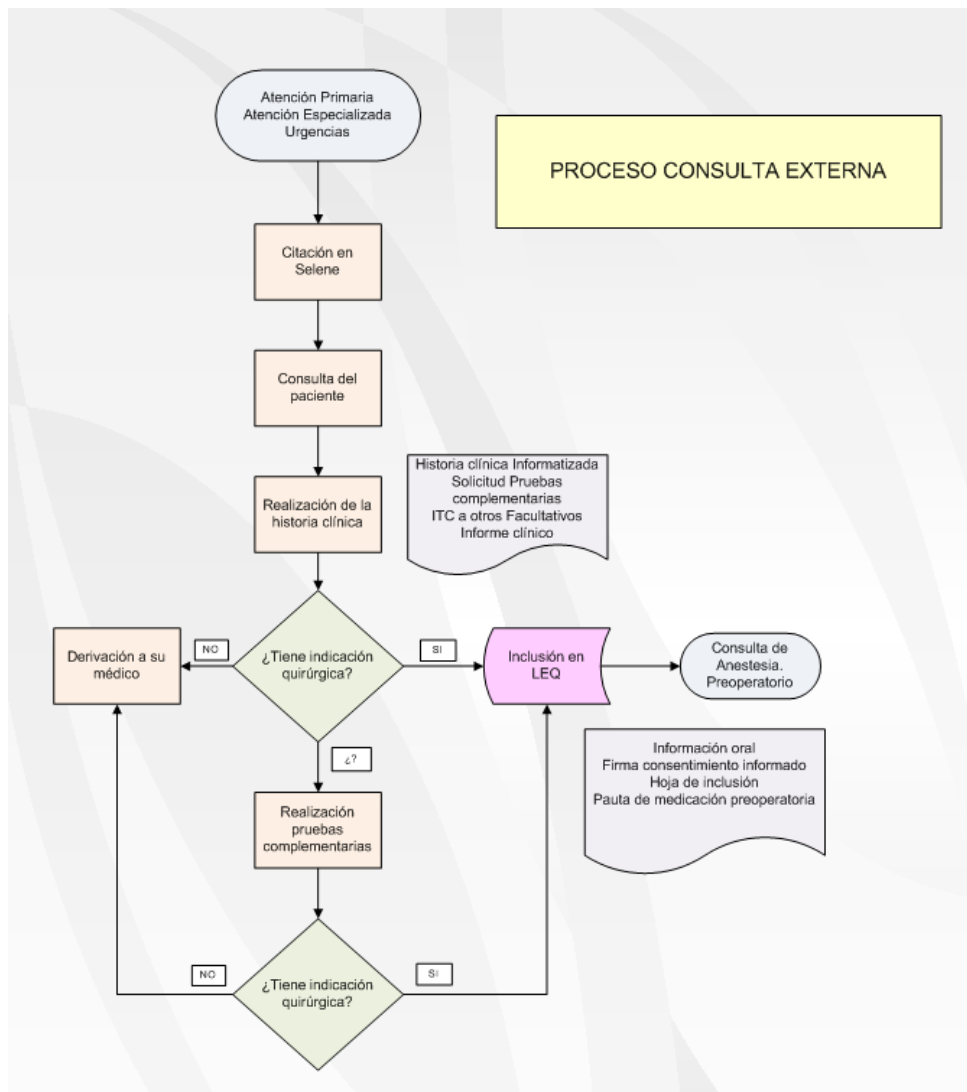 Atención Primaria
Atención Especializada
Urgencias
PROCESO CONSULTA EXTERNA
Citación en
Selene
Consulta del
paciente
Realización de la
historia clínica
Historia clínica Informatizada
Solicitud Pruebas
complementarias
ITC a otros Facultativos
Informe clínico
Derivación a su
médico
NO
¿Tiene indicación
quirúrgica?
SI
Inclusión en
LEQ
Consulta de
Anestesia.
Preoperatorio
¿?
Información oral
Firma consentimiento informado
Hoja de inclusión
Pauta de medicación preoperatoria
Realización
pruebas
complementarias
NO
¿Tiene indicación
quirúrgica?
SI